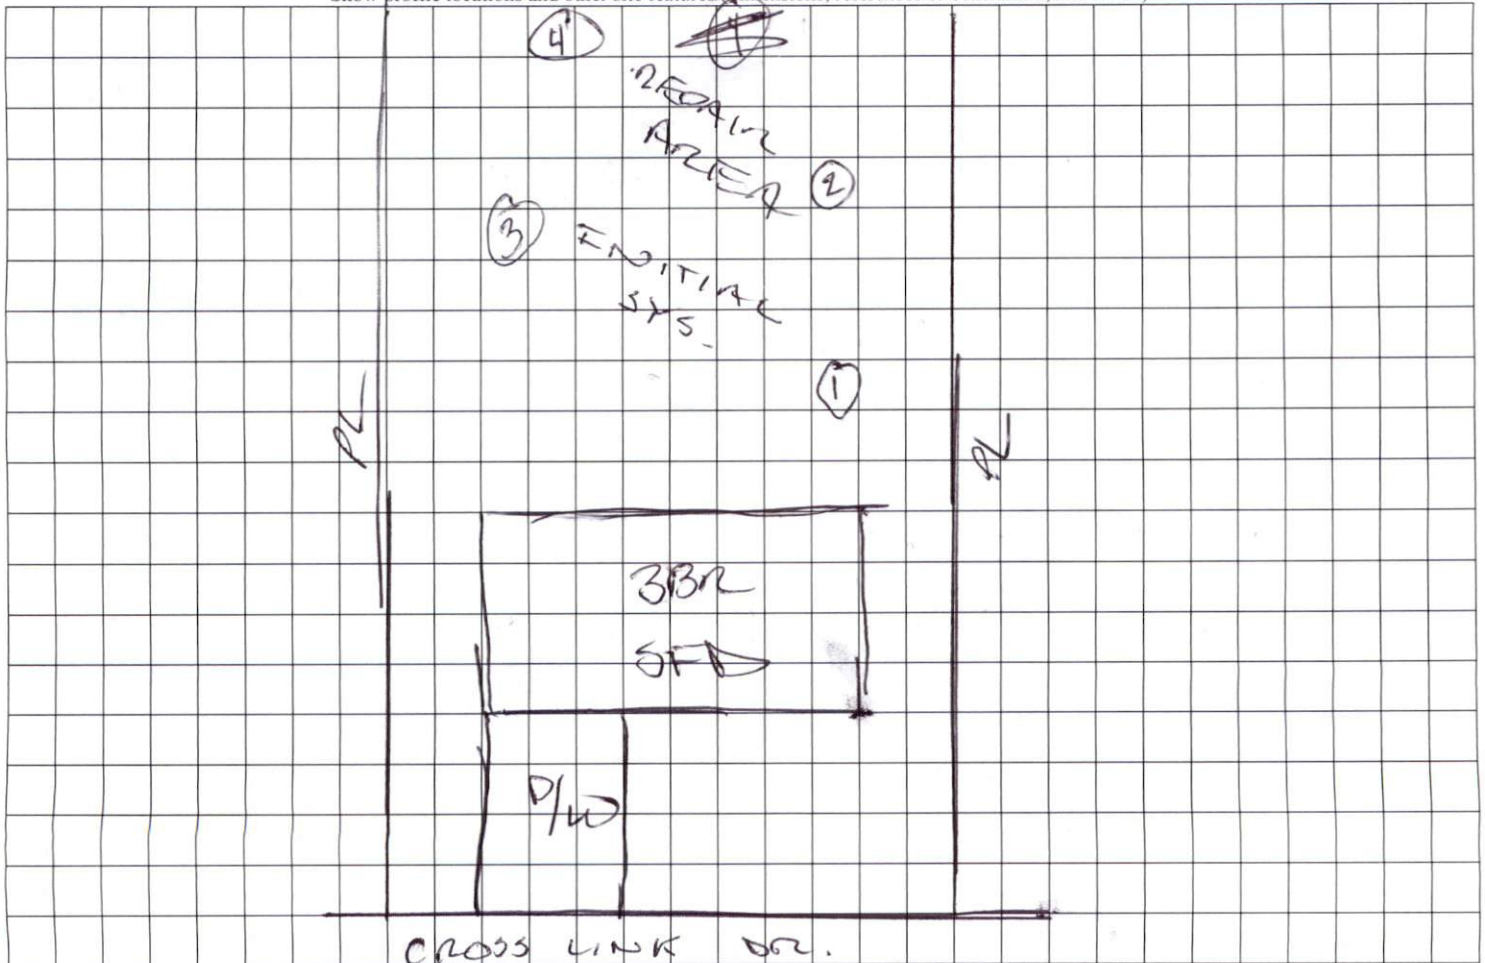 4
REPAIR
AREA
2
3
INITIAL
SYS.
1
PL
PL
3BR
SFD
D/W
CROSS LINK DR.